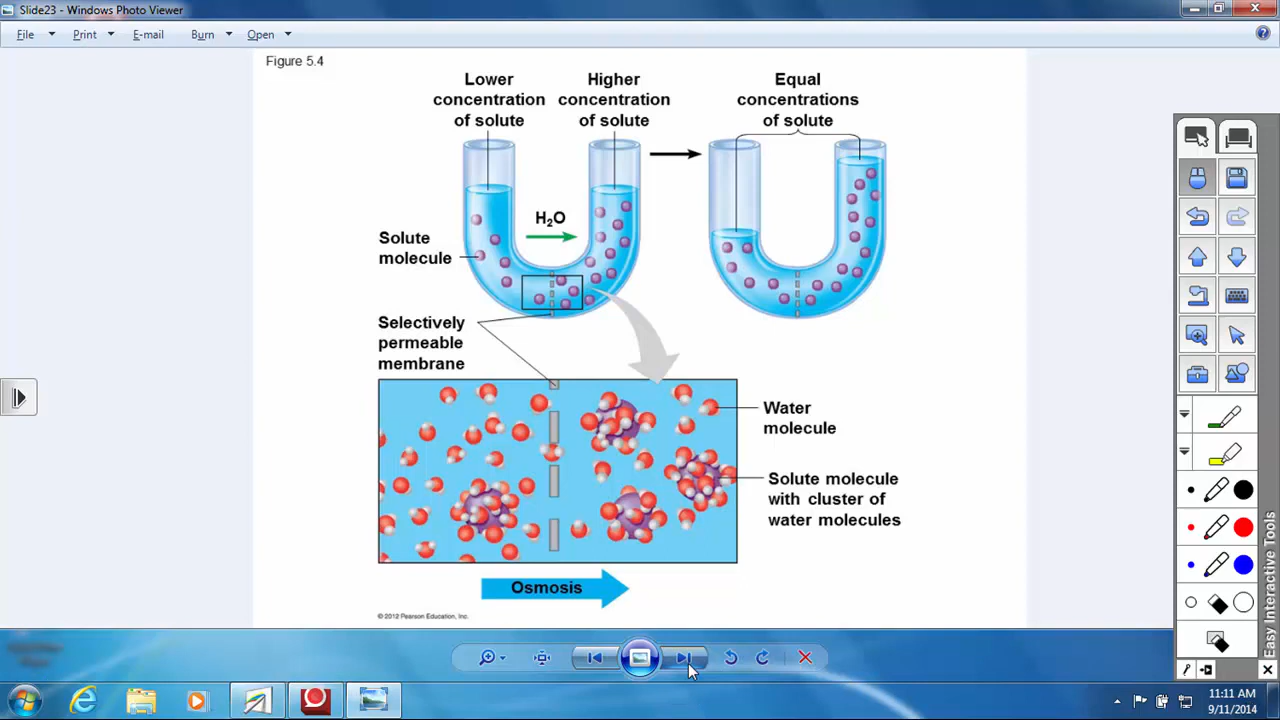 Slide23 - Windows Photo Viewer
File Print E-mail Burn Open
Figure 5.4
Lower
concentration
of solute
Higher
concentration
of solute
Equal
concentrations
of solute
H₂O
Solute
molecule
Selectively
permeable
membrane
Water
molecule
Solute molecule
with cluster of
water molecules
Osmosis
© 2012 Pearson Education, Inc.
Easy Interactive Tools
11:11 AM
9/11/2014